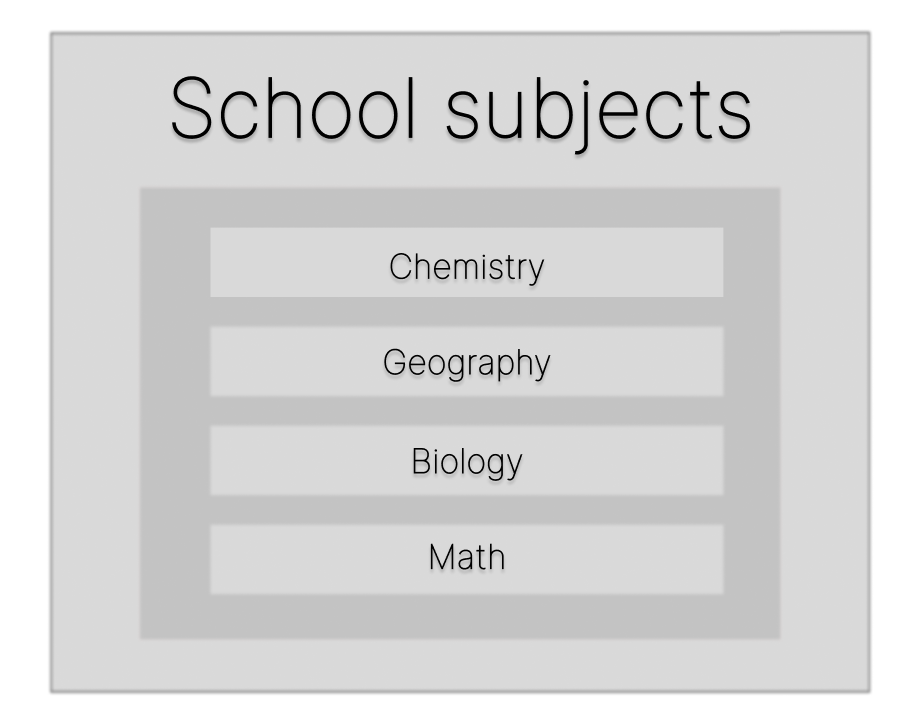 School subjects
Chemistry
Geography
Biology
Math